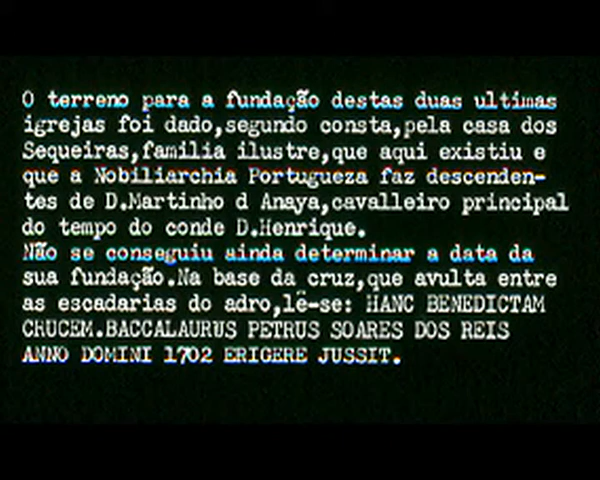 O terreno para a fundação destas duas ultimas
igrejas foi dado,segundo consta,pela casa dos
Sequeiras,familia ilustre,que aqui existiu e
que a Nobiliarchia Portugueza faz descenden-
tes de D.Martinho d Anaya,cavalleiro principal
do tempo do conde D.Henrique.
Não se conseguiu ainda determinar a data da
sua fundação.Na base da cruz,que avulta entre
as escadarias do adro,lê-se: HANC BENEDICTAM
CRUCEM.BACCALAURUS PETRUS SOARES DOS REIS
ANNO DOMINI 1702 ERIGERE JUSSIT.